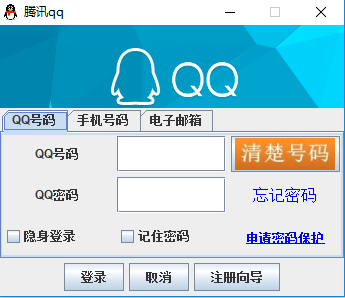 腾讯qq
QQ
QQ号码 手机号码 电子邮箱
QQ号码 清楚号码
QQ密码 忘记密码
隐身登录 记住密码 申请密码保护
登录 取消 注册向导